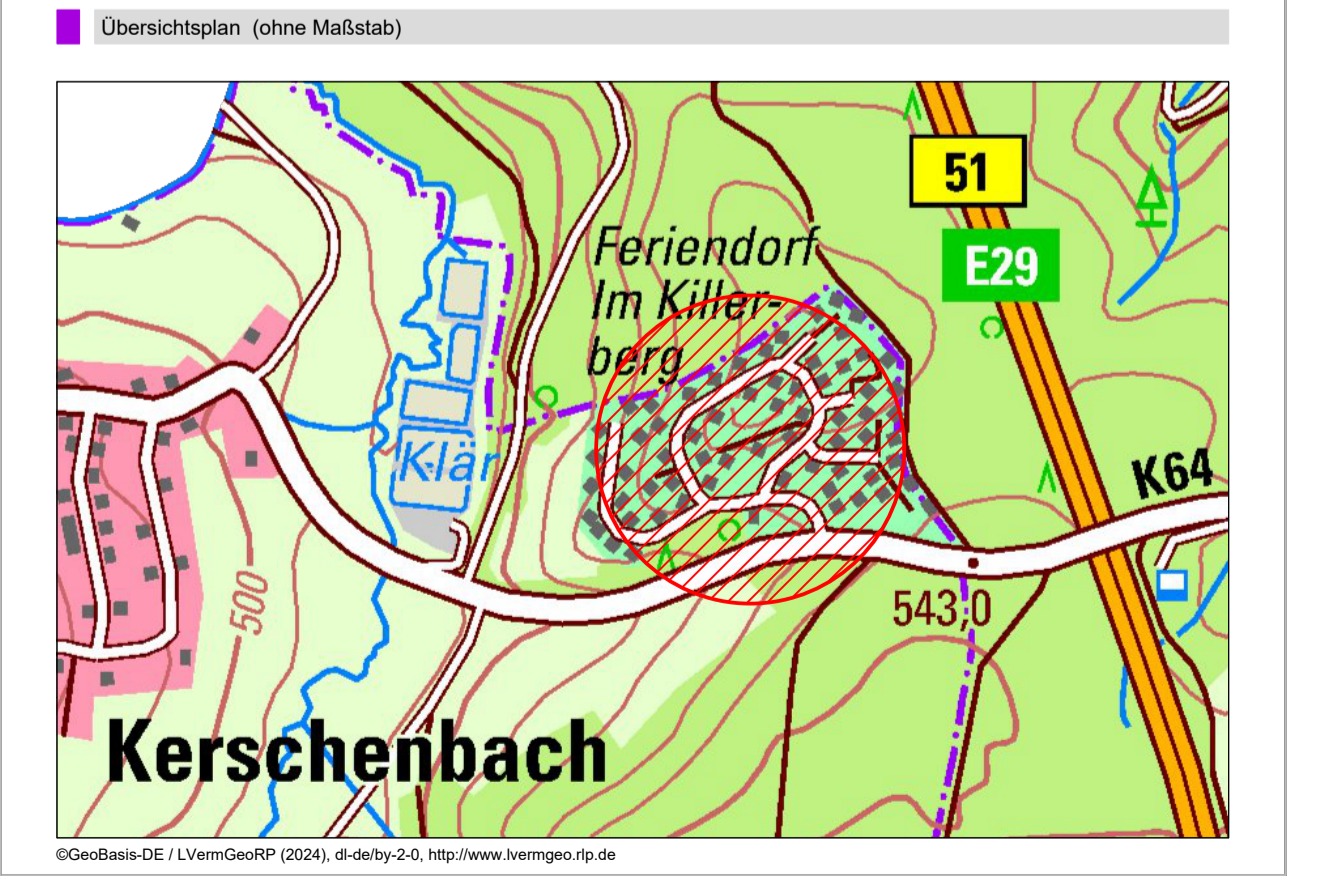 Übersichtsplan (ohne Maßstab)
51
E29
Feriendorf
Im Killer-
berg
K64
Klär
543,0
500
Kerschenbach
©GeoBasis-DE / LVermGeoRP (2024), dl-de/by-2-0, http://www.lvermgeo.rlp.de